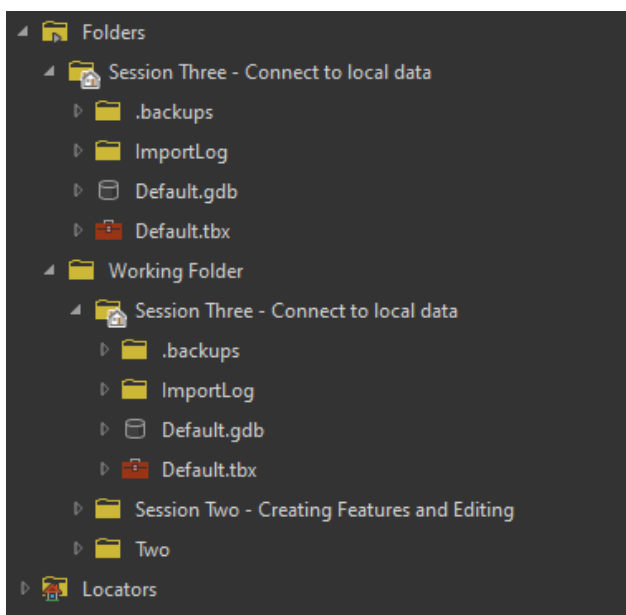 Folders
Session Three - Connect to local data
.backups
ImportLog
Default.gdb
Default.tbx
Working Folder
Session Three - Connect to local data
.backups
ImportLog
Default.gdb
Default.tbx
Session Two - Creating Features and Editing
Two
Locators